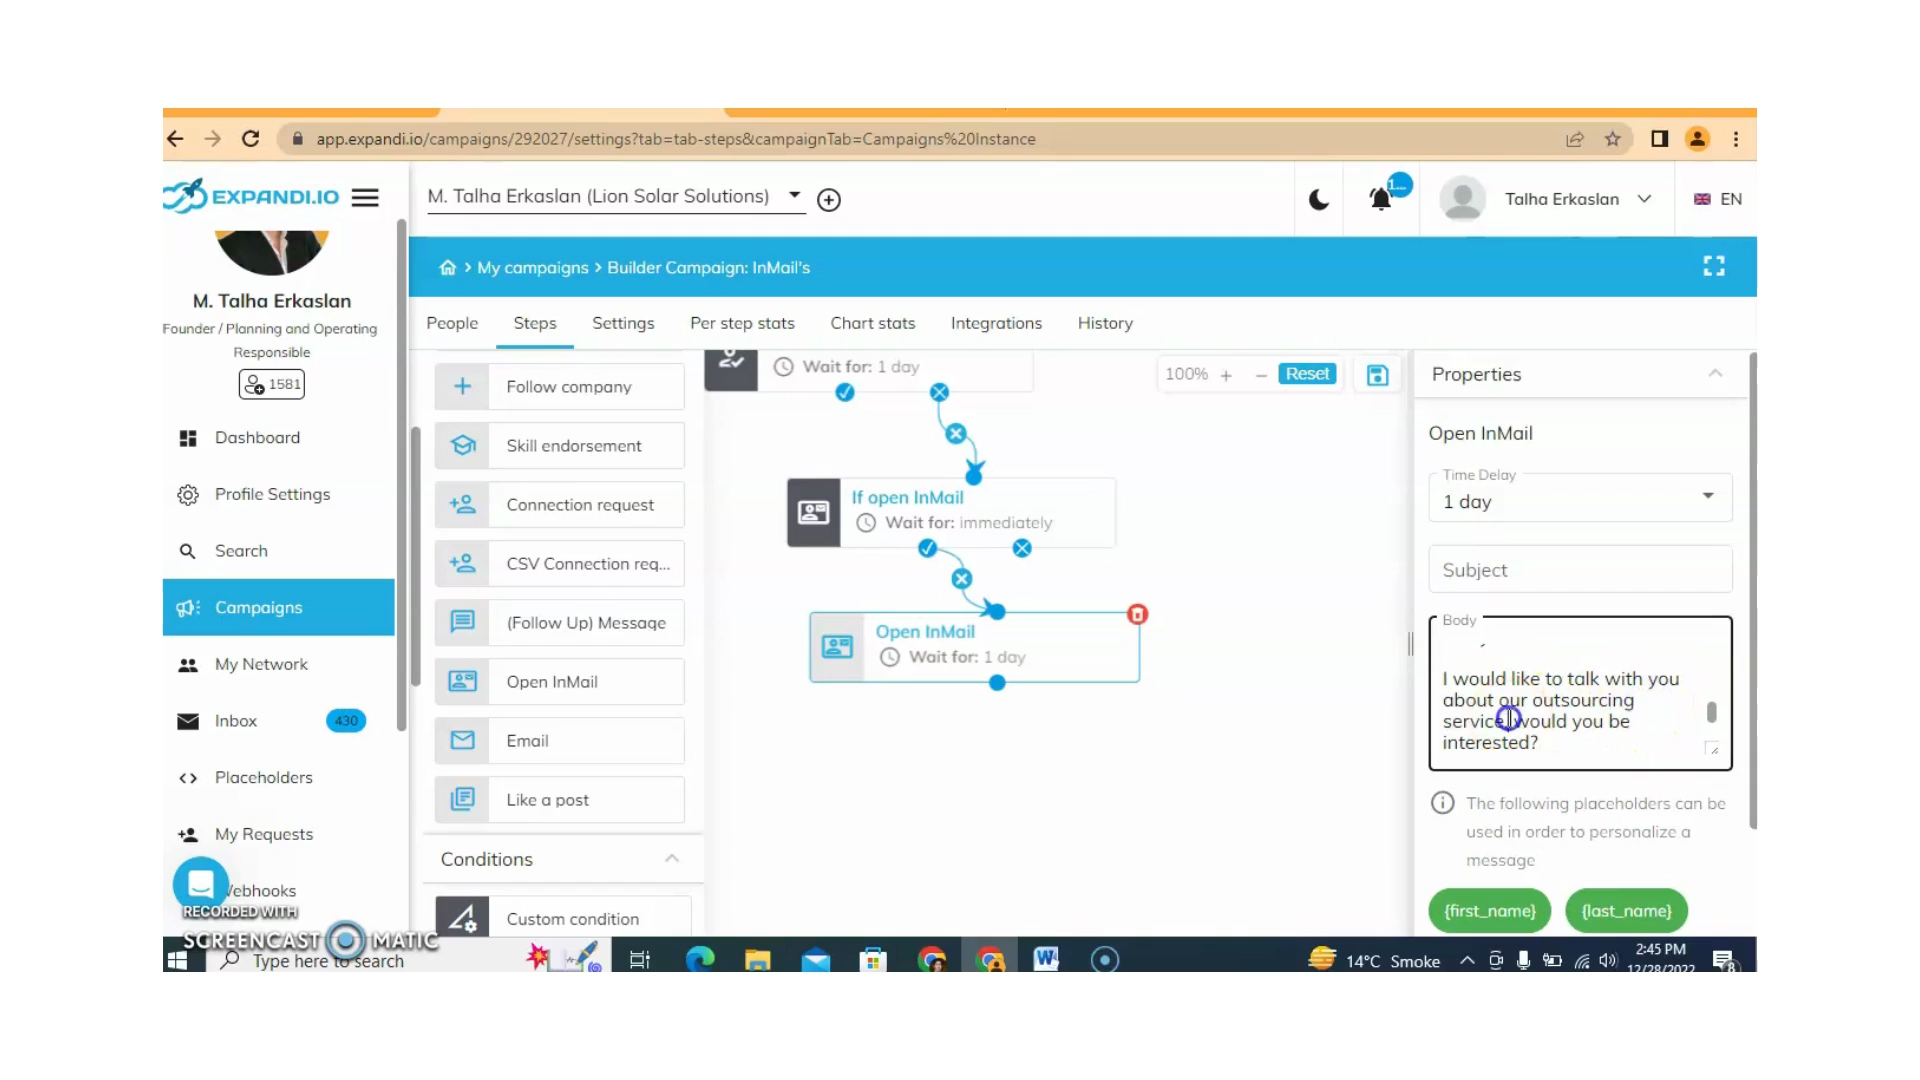 app.expandi.io/campaigns/292027/settings?tab=tab-steps&campaignTab=Campaigns%20Instance
EXPANDI.IO
M. Talha Erkaslan (Lion Solar Solutions)
1...
Talha Erkaslan
EN
My campaigns > Builder Campaign: InMail's
M. Talha Erkaslan
Founder / Planning and Operating
Responsible
1581
Dashboard
Profile Settings
Search
Campaigns
My Network
Inbox
430
Placeholders
My Requests
Webhooks
People
Steps
Settings
Per step stats
Chart stats
Integrations
History
Follow company
Skill endorsement
Connection request
CSV Connection req...
(Follow Up) Message
Open InMail
Email
Like a post
Conditions
Custom condition
Wait for: 1 day
100% + − Reset
If open InMail
Wait for: immediately
Open InMail
Wait for: 1 day
Properties
Open InMail
Time Delay
1 day
Subject
Body
I would like to talk with you
about our outsourcing
service, would you be
interested?
The following placeholders can be
used in order to personalize a
message
{first_name}
{last_name}
RECORDED WITH
SCREENCAST MATIC
Type here to search
14°C Smoke
2:45 PM
12/28/2022
8